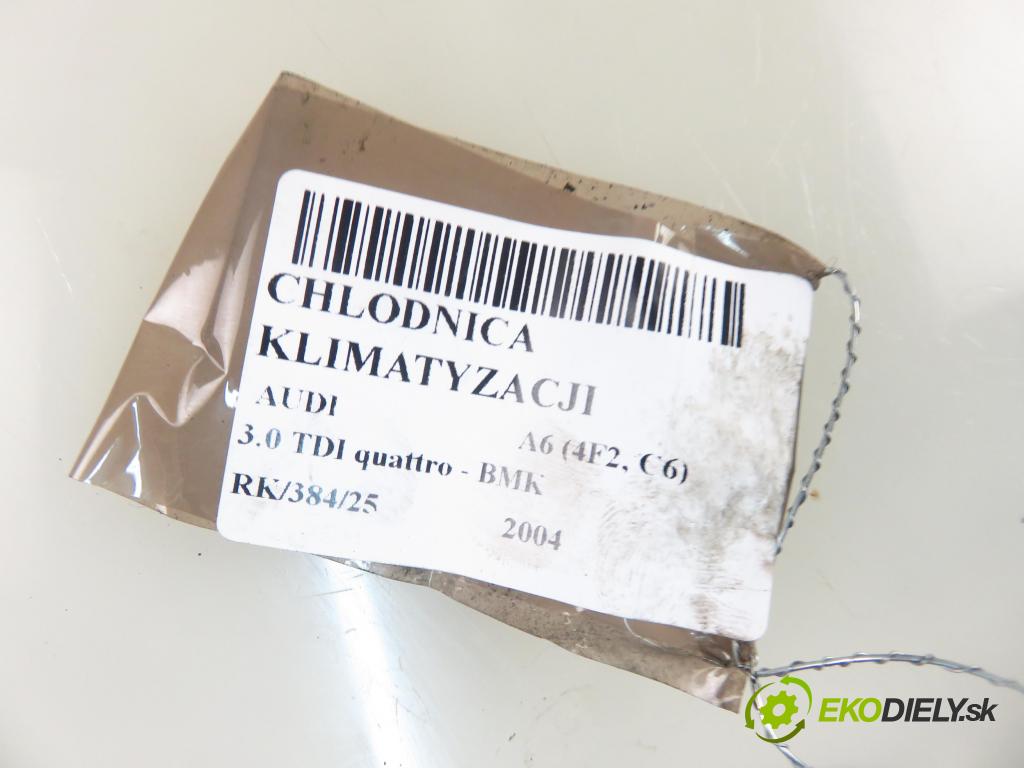 CHLODNICA
KLIMATYZACJI
AUDI A6 (4F2, C6)
3.0 TDI quattro - BMK
RK/384/25 2004
EKODIELY.sk